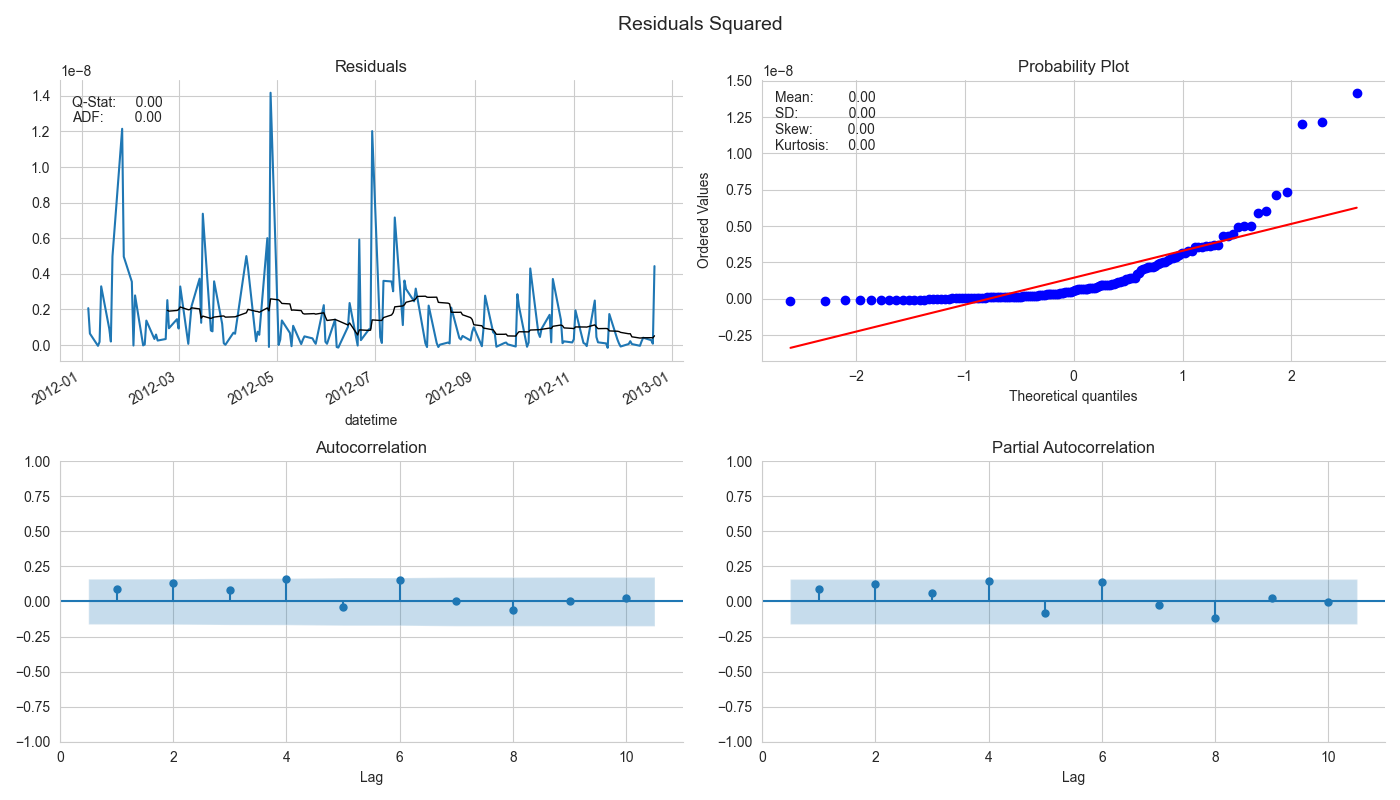 Residuals Squared
Residuals
1e−8
Q-Stat: 0.00
ADF: 0.00
1.4
1.2
1.0
0.8
0.6
0.4
0.2
0.0
2012-01
2012-03
2012-05
2012-07
2012-09
2012-11
2013-01
datetime
Probability Plot
1e−8
Mean: 0.00
SD: 0.00
Skew: 0.00
Kurtosis: 0.00
Ordered Values
1.50
1.25
1.00
0.75
0.50
0.25
0.00
−0.25
−2 −1 0 1 2
Theoretical quantiles
Autocorrelation
1.00
0.75
0.50
0.25
0.00
−0.25
−0.50
−0.75
−1.00
0 2 4 6 8 10
Lag
Partial Autocorrelation
1.00
0.75
0.50
0.25
0.00
−0.25
−0.50
−0.75
−1.00
0 2 4 6 8 10
Lag